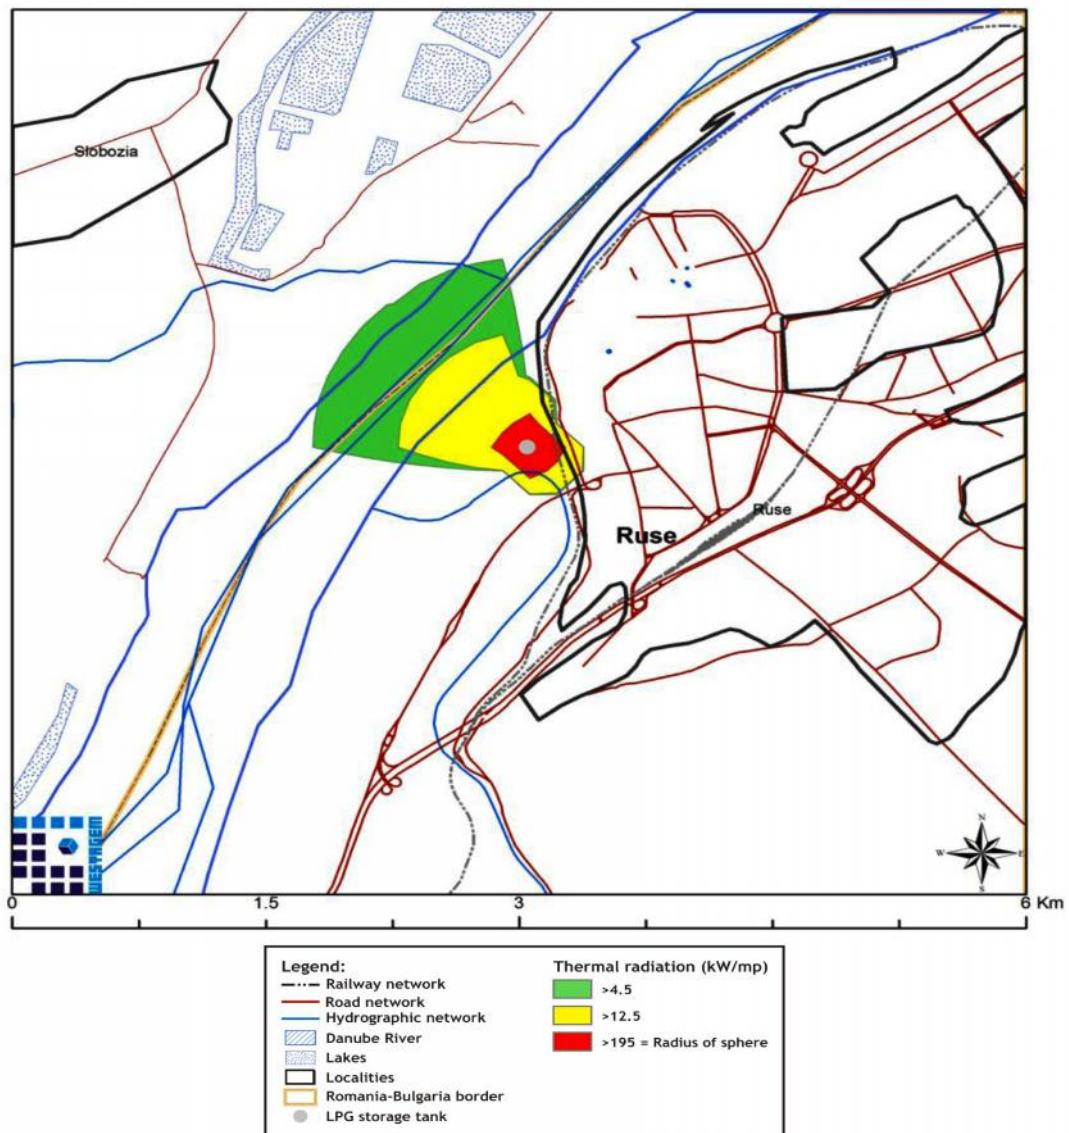 Slobozia
Ruse
Ruse
N
W
E
S
WESTAGEM
0
1.5
3
6 Km
Legend:
Railway network
Road network
Hydrographic network
Danube River
Lakes
Localities
Romania-Bulgaria border
LPG storage tank
Thermal radiation (kW/mp)
>4.5
>12.5
>195 = Radius of sphere